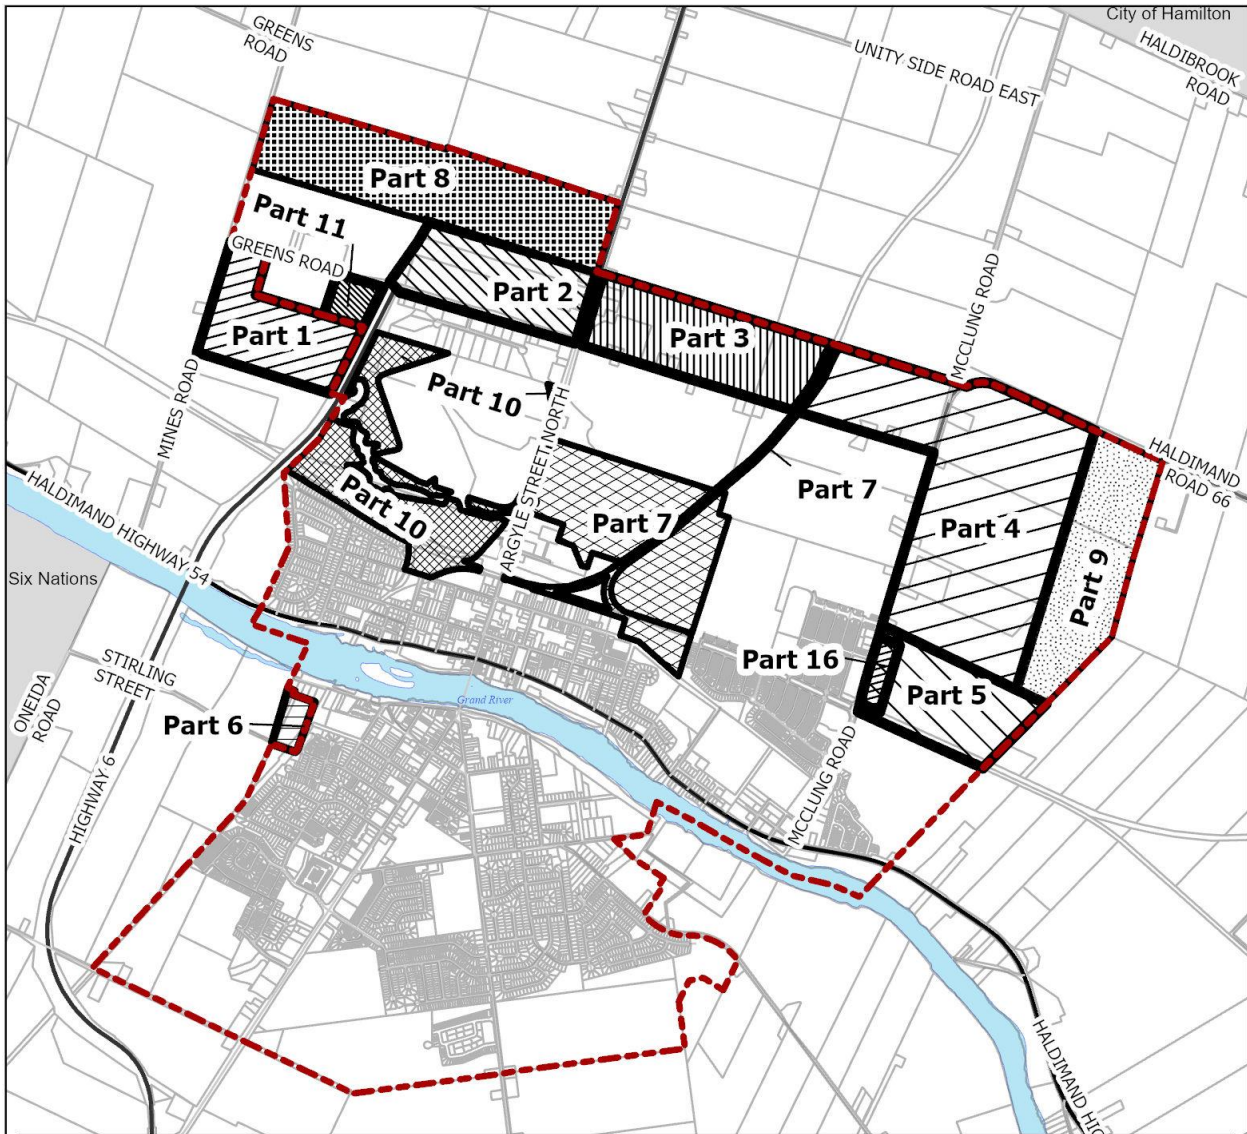 City of Hamilton
GREENS
ROAD
UNITY SIDE ROAD EAST
HALDIBROOK
ROAD
Part 8
Part 11
GREENS ROAD
Part 2
Part 3
Part 1
MCCLUNG ROAD
MINES ROAD
Part 10
ARGYLE STREET NORTH
HALDIMAND
ROAD 66
HALDIMAND HIGHWAY 54
Part 10
Part 7
Part 7
Part 4
Part 9
Six Nations
STIRLING
STREET
ONEIDA
ROAD
Part 16
Part 5
Grand River
Part 6
HIGHWAY 6
MCCLUNG ROAD
HALDIMAND HIG